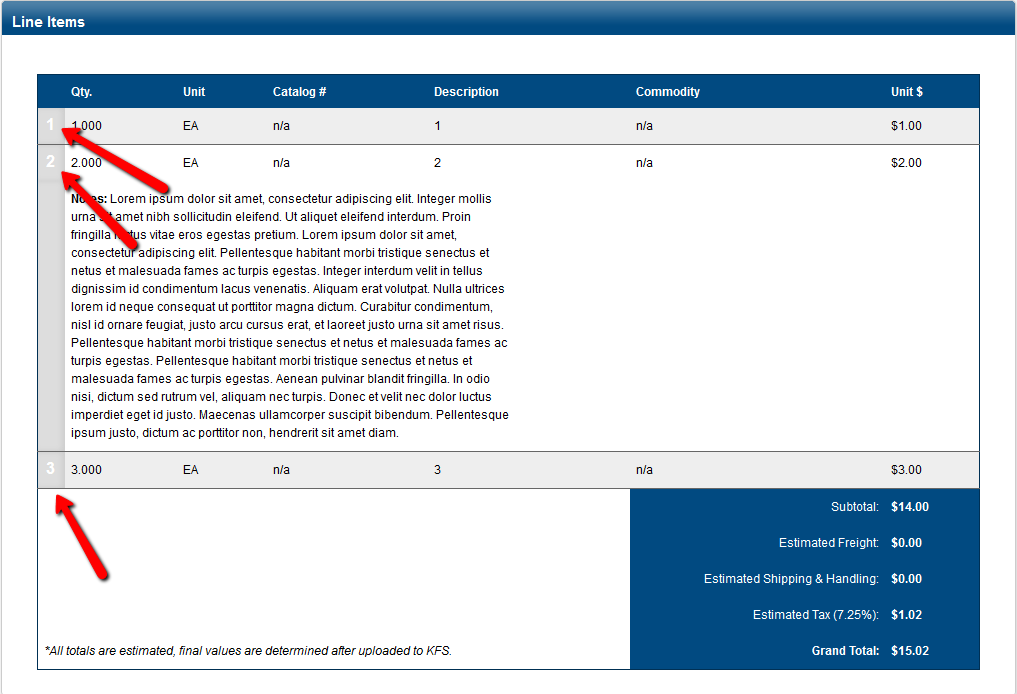 Line Items
Qty. Unit Catalog # Description Commodity Unit $
1 1.000 EA n/a 1 n/a $1.00
2 2.000 EA n/a 2 n/a $2.00
Notes: Lorem ipsum dolor sit amet, consectetur adipiscing elit. Integer mollis
urna sit amet nibh sollicitudin eleifend. Ut aliquet eleifend interdum. Proin
fringilla lectus vitae eros egestas pretium. Lorem ipsum dolor sit amet,
consectetur adipiscing elit. Pellentesque habitant morbi tristique senectus et
netus et malesuada fames ac turpis egestas. Integer interdum velit in tellus
dignissim id condimentum lacus venenatis. Aliquam erat volutpat. Nulla ultrices
lorem id neque consequat ut porttitor magna dictum. Curabitur condimentum,
nisl id ornare feugiat, justo arcu cursus erat, et laoreet justo urna sit amet risus.
Pellentesque habitant morbi tristique senectus et netus et malesuada fames ac
turpis egestas. Pellentesque habitant morbi tristique senectus et netus et
malesuada fames ac turpis egestas. Aenean pulvinar blandit fringilla. In odio
nisi, dictum sed rutrum vel, aliquam nec turpis. Donec et velit nec dolor luctus
imperdiet eget id justo. Maecenas ullamcorper suscipit bibendum. Pellentesque
ipsum justo, dictum ac porttitor non, hendrerit sit amet diam.
3 3.000 EA n/a 3 n/a $3.00
Subtotal: $14.00
Estimated Freight: $0.00
Estimated Shipping & Handling: $0.00
Estimated Tax (7.25%): $1.02
*All totals are estimated, final values are determined after uploaded to KFS. Grand Total: $15.02